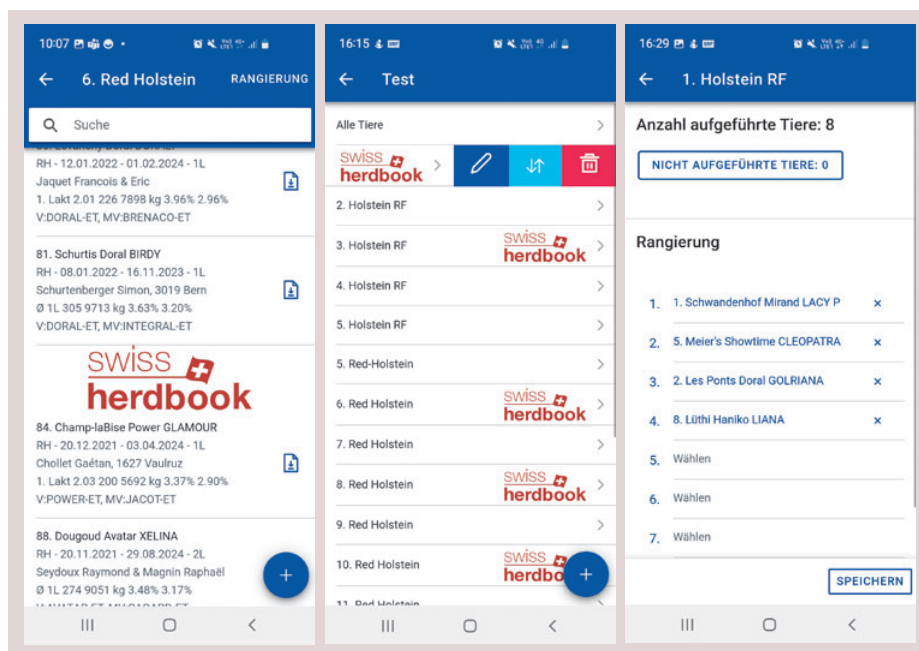 10:07
6. Red Holstein RANGIERUNG
Suche
RH - 12.01.2022 - 01.02.2024 - 1L
Jaquet Francois & Eric
1. Lakt 2.01 226 7898 kg 3.96% 2.96%
V:DORAL-ET, MV:BRENACO-ET
81. Schurtis Doral BIRDY
RH - 08.01.2022 - 16.11.2023 - 1L
Schurtenberger Simon, 3019 Bern
Ø 1L 305 9713 kg 3.63% 3.20%
V:DORAL-ET, MV:INTEGRAL-ET
swiss
herdbook
84. Champ-laBise Power GLAMOUR
RH - 20.12.2021 - 03.04.2024 - 1L
Chollet Gaétan, 1627 Vaulruz
1. Lakt 2.03 200 5692 kg 3.37% 2.90%
V:POWER-ET, MV:JACOT-ET
88. Dougoud Avatar XELINA
RH - 20.11.2021 - 29.08.2024 - 2L
Seydoux Raymond & Magnin Raphaël
Ø 1L 274 9051 kg 3.48% 3.17%
16:15
Test
Alle Tiere
swiss
herdbook
2. Holstein RF
3. Holstein RF
swiss
herdbook
4. Holstein RF
5. Holstein RF
5. Red-Holstein
6. Red Holstein
swiss
herdbook
7. Red Holstein
8. Red Holstein
swiss
herdbook
9. Red Holstein
10. Red Holstein
swiss
herdbo
11. Red Holstein
16:29
1. Holstein RF
Anzahl aufgeführte Tiere: 8
NICHT AUFGEFÜHRTE TIERE: 0
Rangierung
1. 1. Schwandenhof Mirand LACY P
2. 5. Meier's Showtime CLEOPATRA
3. 2. Les Ponts Doral GOLRIANA
4. 8. Lüthi Haniko LIANA
5. Wählen
6. Wählen
7. Wählen
SPEICHERN